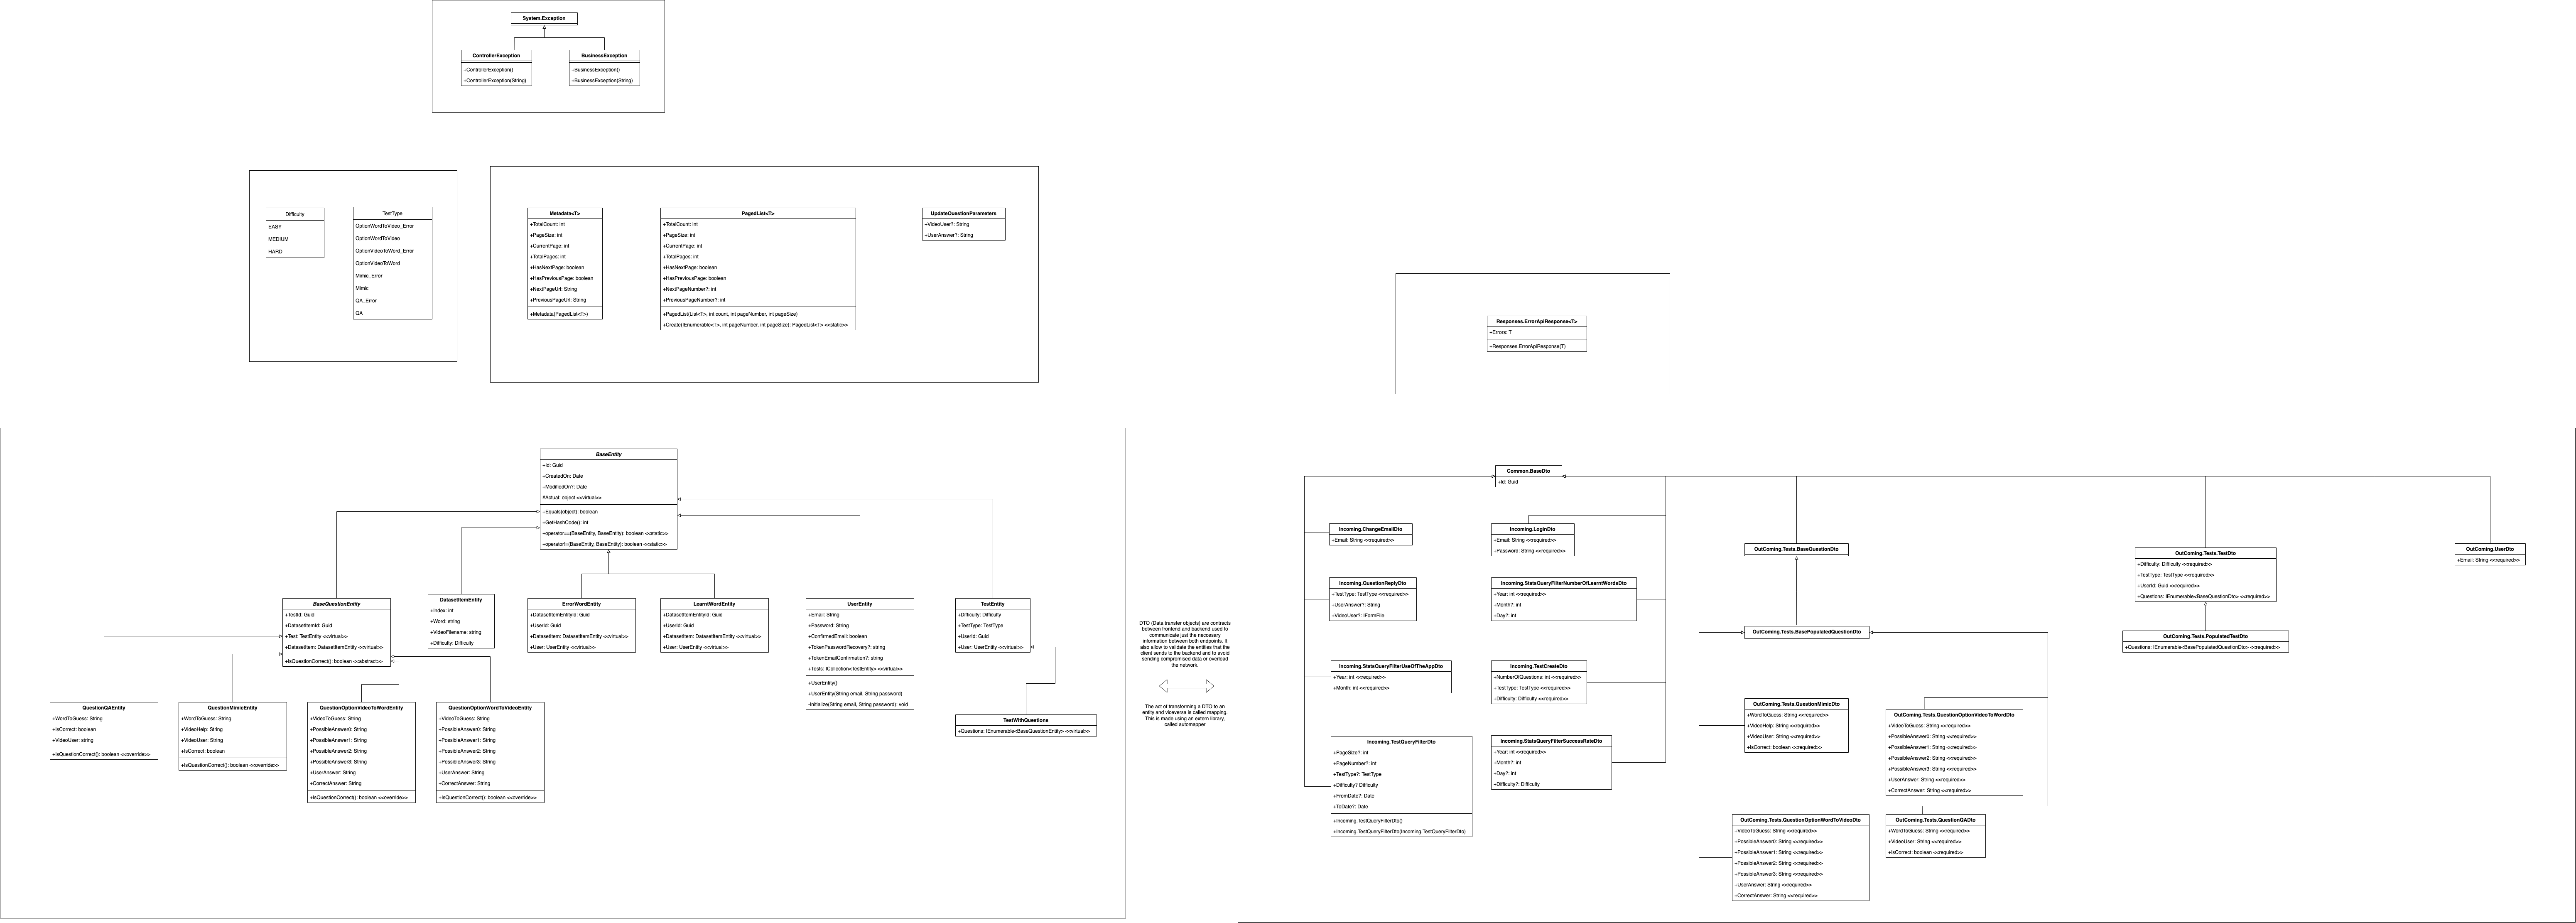 System.Exception
ControllerException
+ControllerException()
+ControllerException(String)
BusinessException
+BusinessException()
+BusinessException(String)
Difficulty
EASY
MEDIUM
HARD
TestType
OptionWordToVideo_Error
OptionWordToVideo
OptionVideoToWord_Error
OptionVideoToWord
Mimic_Error
Mimic
QA_Error
QA
Metadata<T>
+TotalCount: int
+PageSize: int
+CurrentPage: int
+TotalPages: int
+HasNextPage: boolean
+HasPreviousPage: boolean
+NextPageUrl: String
+PreviousPageUrl: String
+Metadata(PagedList<T>)
PagedList<T>
+TotalCount: int
+PageSize: int
+CurrentPage: int
+TotalPages: int
+HasNextPage: boolean
+HasPreviousPage: boolean
+NextPageNumber?: int
+PreviousPageNumber?: int
+PagedList(List<T>, int count, int pageNumber, int pageSize)
+Create(IEnumerable<T>, int pageNumber, int pageSize): PagedList<T> <<static>>
UpdateQuestionParameters
+VideoUser?: String
+UserAnswer?: String
Responses.ErrorApiResponse<T>
+Errors: T
+Responses.ErrorApiResponse(T)
BaseEntity
+Id: Guid
+CreatedOn: Date
+ModifiedOn?: Date
#Actual: object <<virtual>>
+Equals(object): boolean
+GetHashCode(): int
+operator==(BaseEntity, BaseEntity): boolean <<static>>
+operator!=(BaseEntity, BaseEntity): boolean <<static>>
BaseQuestionEntity
+TestId: Guid
+DatasetItemId: Guid
+Test: TestEntity <<virtual>>
+DatasetItem: DatasetItemEntity <<virtual>>
+IsQuestionCorrect(): boolean <<abstract>>
DatasetItemEntity
+Index: int
+Word: string
+VideoFilename: string
+Difficulty: Difficulty
ErrorWordEntity
+DatasetItemEntityId: Guid
+UserId: Guid
+DatasetItem: DatasetItemEntity <<virtual>>
+User: UserEntity <<virtual>>
LearntWordEntity
+DatasetItemEntityId: Guid
+UserId: Guid
+DatasetItem: DatasetItemEntity <<virtual>>
+User: UserEntity <<virtual>>
UserEntity
+Email: String
+Password: String
+ConfirmedEmail: boolean
+TokenPasswordRecovery?: string
+TokenEmailConfirmation?: string
+Tests: ICollection<TestEntity> <<virtual>>
+UserEntity()
+UserEntity(String email, String password)
-Initialize(String email, String password): void
TestEntity
+Difficulty: Difficulty
+TestType: TestType
+UserId: Guid
+User: UserEntity <<virtual>>
QuestionQAEntity
+WordToGuess: String
+IsCorrect: boolean
+VideoUser: string
+IsQuestionCorrect(): boolean <<override>>
QuestionMimicEntity
+WordToGuess: String
+VideoHelp: String
+VideoUser: String
+IsCorrect: boolean
+IsQuestionCorrect(): boolean <<override>>
QuestionOptionVideoToWordEntity
+VideoToGuess: String
+PossibleAnswer0: String
+PossibleAnswer1: String
+PossibleAnswer2: String
+PossibleAnswer3: String
+UserAnswer: String
+CorrectAnswer: String
+IsQuestionCorrect(): boolean <<override>>
QuestionOptionWordToVideoEntity
+VideoToGuess: String
+PossibleAnswer0: String
+PossibleAnswer1: String
+PossibleAnswer2: String
+PossibleAnswer3: String
+UserAnswer: String
+CorrectAnswer: String
+IsQuestionCorrect(): boolean <<override>>
TestWithQuestions
+Questions: IEnumerable<BaseQuestionEntity> <<virtual>>
DTO (Data transfer objects) are contracts
between frontend and backend used to
communicate just the neccesary
information between both endpoints. It
also allow to validate the entities that the
client sends to the backend and to avoid
sending compromised data or overload
the network.
The act of transforming a DTO to an
entity and viceversa is called mapping.
This is made using an extern library,
called automapper
Common.BaseDto
+Id: Guid
Incoming.ChangeEmailDto
+Email: String <<required>>
Incoming.LoginDto
+Email: String <<required>>
+Password: String <<required>>
Incoming.QuestionReplyDto
+TestType: TestType <<required>>
+UserAnswer?: String
+VideoUser?: IFormFile
Incoming.StatsQueryFilterNumberOfLearntWordsDto
+Year: int <<required>>
+Month?: int
+Day?: int
Incoming.StatsQueryFilterUseOfTheAppDto
+Year: int <<required>>
+Month: int <<required>>
Incoming.TestCreateDto
+NumberOfQuestions: int <<required>>
+TestType: TestType <<required>>
+Difficulty: Difficulty <<required>>
Incoming.TestQueryFilterDto
+PageSize?: int
+PageNumber?: int
+TestType?: TestType
+Difficulty? Difficulty
+FromDate?: Date
+ToDate?: Date
+Incoming.TestQueryFilterDto()
+Incoming.TestQueryFilterDto(Incoming.TestQueryFilterDto)
Incoming.StatsQueryFilterSuccessRateDto
+Year: int <<required>>
+Month?: int
+Day?: int
+Difficulty?: Difficulty
OutComing.Tests.BaseQuestionDto
OutComing.Tests.BasePopulatedQuestionDto
OutComing.Tests.QuestionMimicDto
+WordToGuess: String <<required>>
+VideoHelp: String <<required>>
+VideoUser: String <<required>>
+IsCorrect: boolean <<required>>
OutComing.Tests.QuestionOptionVideoToWordDto
+VideoToGuess: String <<required>>
+PossibleAnswer0: String <<required>>
+PossibleAnswer1: String <<required>>
+PossibleAnswer2: String <<required>>
+PossibleAnswer3: String <<required>>
+UserAnswer: String <<required>>
+CorrectAnswer: String <<required>>
OutComing.Tests.QuestionOptionWordToVideoDto
+VideoToGuess: String <<required>>
+PossibleAnswer0: String <<required>>
+PossibleAnswer1: String <<required>>
+PossibleAnswer2: String <<required>>
+PossibleAnswer3: String <<required>>
+UserAnswer: String <<required>>
+CorrectAnswer: String <<required>>
OutComing.Tests.QuestionQADto
+WordToGuess: String <<required>>
+VideoUser: String <<required>>
+IsCorrect: boolean <<required>>
OutComing.Tests.TestDto
+Difficulty: Difficulty <<required>>
+TestType: TestType <<required>>
+UserId: Guid <<required>>
+Questions: IEnumerable<BaseQuestionDto> <<required>>
OutComing.Tests.PopulatedTestDto
+Questions: IEnumerable<BasePopulatedQuestionDto> <<required>>
OutComing.UserDto
+Email: String <<required>>